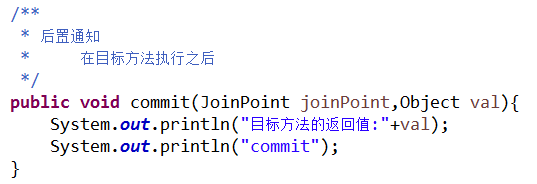 /**
 * 后置通知
 *     在目标方法执行之后
 */
public void commit(JoinPoint joinPoint,Object val){
    System.out.println("目标方法的返回值:"+val);
    System.out.println("commit");
}